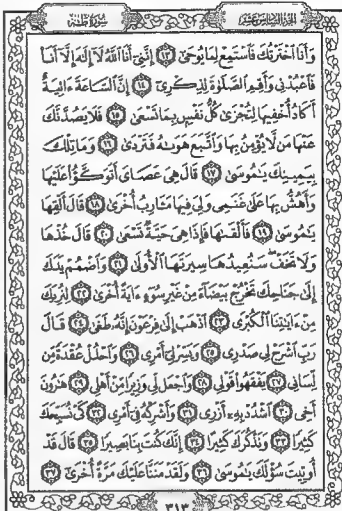 الجزء السادس عشر
سورة طه
وَأَنَا ٱخْتَرْتُكَ فَٱسْتَمِعْ لِمَا يُوحَىٰٓ ١٣ إِنَّنِىٓ أَنَا ٱللَّهُ لَآ إِلَٰهَ إِلَّآ أَنَا۠
فَٱعْبُدْنِى وَأَقِمِ ٱلصَّلَوٰةَ لِذِكْرِىٓ ١٤ إِنَّ ٱلسَّاعَةَ ءَاتِيَةٌ
أَكَادُ أُخْفِيهَا لِتُجْزَىٰ كُلُّ نَفْسٍۭ بِمَا تَسْعَىٰ ١٥ فَلَا يَصُدَّنَّكَ
عَنْهَا مَن لَّا يُؤْمِنُ بِهَا وَٱتَّبَعَ هَوَىٰهُ فَتَرْدَىٰ ١٦ وَمَا تِلْكَ
بِيَمِينِكَ يَٰمُوسَىٰ ١٧ قَالَ هِىَ عَصَاىَ أَتَوَكَّؤُا۟ عَلَيْهَا
وَأَهُشُّ بِهَا عَلَىٰ غَنَمِى وَلِىَ فِيهَا مَـَٔارِبُ أُخْرَىٰ ١٨ قَالَ أَلْقِهَا
يَٰمُوسَىٰ ١٩ فَأَلْقَىٰهَا فَإِذَا هِىَ حَيَّةٌ تَسْعَىٰ ٢٠ قَالَ خُذْهَا
وَلَا تَخَفْ سَنُعِيدُهَا سِيرَتَهَا ٱلْأُولَىٰ ٢١ وَٱضْمُمْ يَدَكَ
إِلَىٰ جَنَاحِكَ تَخْرُجْ بَيْضَآءَ مِنْ غَيْرِ سُوٓءٍ ءَايَةً أُخْرَىٰ ٢٢ لِنُرِيَكَ
مِنْ ءَايَٰتِنَا ٱلْكُبْرَى ٢٣ ٱذْهَبْ إِلَىٰ فِرْعَوْنَ إِنَّهُۥ طَغَىٰ ٢٤ قَالَ
رَبِّ ٱشْرَحْ لِى صَدْرِى ٢٥ وَيَسِّرْ لِىٓ أَمْرِى ٢٦ وَٱحْلُلْ عُقْدَةً مِّن
لِّسَانِى ٢٧ يَفْقَهُوا۟ قَوْلِى ٢٨ وَٱجْعَل لِّى وَزِيرًا مِّنْ أَهْلِى ٢٩ هَٰرُونَ
أَخِى ٣٠ ٱشْدُدْ بِهِۦٓ أَزْرِى ٣١ وَأَشْرِكْهُ فِىٓ أَمْرِى ٣٢ كَىْ نُسَبِّحَكَ
كَثِيرًا ٣٣ وَنَذْكُرَكَ كَثِيرًا ٣٤ إِنَّكَ كُنتَ بِنَا بَصِيرًا ٣٥ قَالَ قَدْ
أُوتِيتَ سُؤْلَكَ يَٰمُوسَىٰ ٣٦ وَلَقَدْ مَنَنَّا عَلَيْكَ مَرَّةً أُخْرَىٰٓ ٣٧
٣١٣